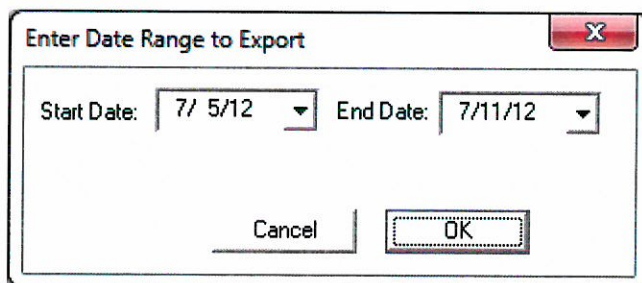 Enter Date Range to Export
X
Start Date: 7/ 5/12 End Date: 7/11/12
Cancel OK